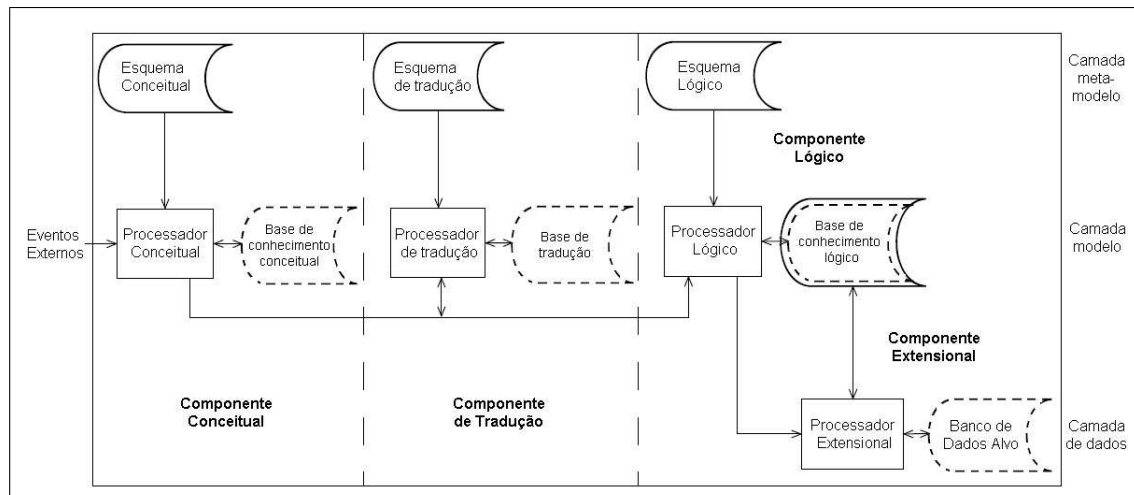 Esquema
Conceitual
Esquema
de tradução
Esquema
Lógico
Camada
meta-
modelo
Componente
Lógico
Eventos
Externos
Processador
Conceitual
Base de
conhecimento
conceitual
Processador
de tradução
Base de
tradução
Processador
Lógico
Base de
conhecimento
lógico
Camada
modelo
Componente
Extensional
Componente
Conceitual
Componente
de Tradução
Processador
Extensional
Banco de
Dados Alvo
Camada
de dados